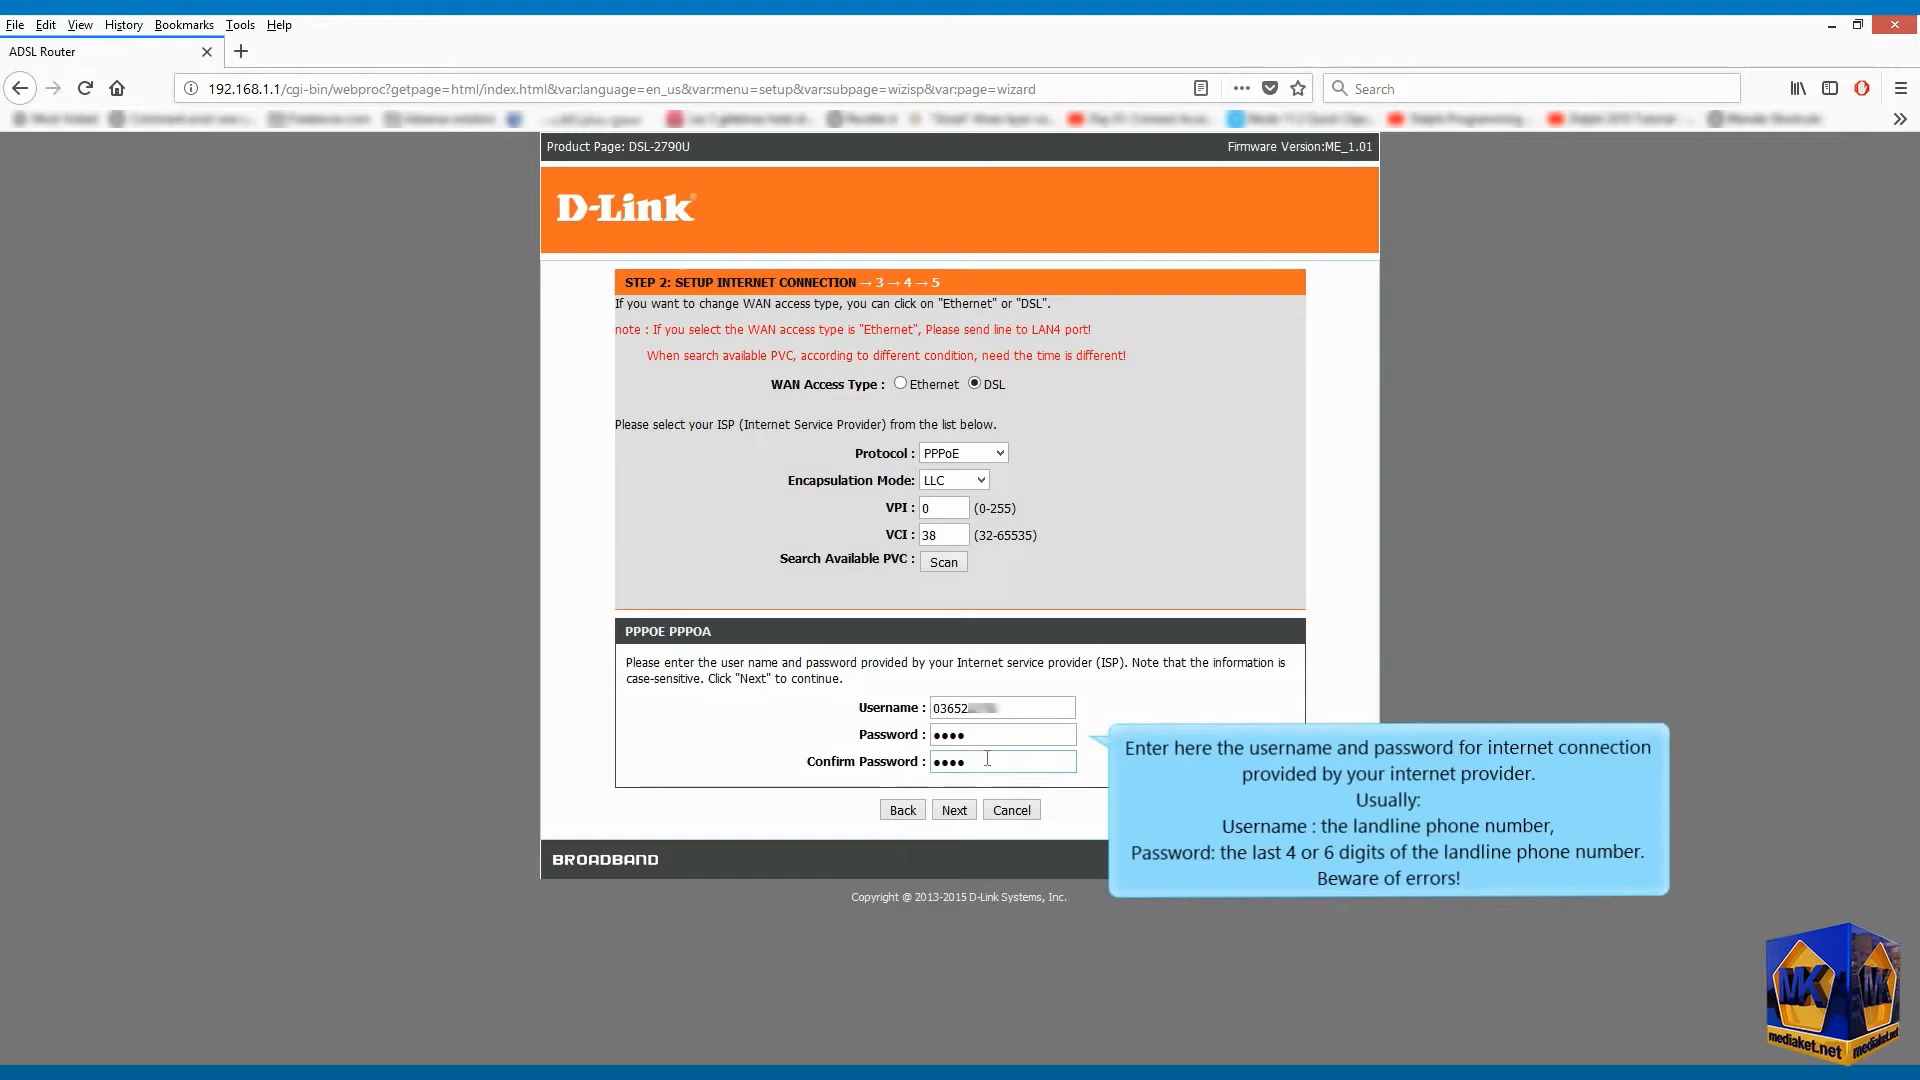 File Edit View History Bookmarks Tools Help
ADSL Router
192.168.1.1/cgi-bin/webproc?getpage=html/index.html&var:language=en_us&var:menu=setup&var:subpage=wizisp&var:page=wizard
Search
Product Page: DSL-2790U
Firmware Version:ME_1.01
D-Link
STEP 2: SETUP INTERNET CONNECTION → 3 → 4 → 5
If you want to change WAN access type, you can click on "Ethernet" or "DSL".
note : If you select the WAN access type is "Ethernet", Please send line to LAN4 port!
When search available PVC, according to different condition, need the time is different!
WAN Access Type : Ethernet DSL
Please select your ISP (Internet Service Provider) from the list below.
Protocol : PPPoE
Encapsulation Mode: LLC
VPI : 0 (0-255)
VCI : 38 (32-65535)
Search Available PVC : Scan
PPPOE PPPOA
Please enter the user name and password provided by your Internet service provider (ISP). Note that the information is
case-sensitive. Click "Next" to continue.
Username : 03652
Password : ●●●●
Confirm Password : ●●●●
Back Next Cancel
Enter here the username and password for internet connection
provided by your internet provider.
Usually:
Username : the landline phone number,
Password: the last 4 or 6 digits of the landline phone number.
Beware of errors!
BROADBAND
Copyright @ 2013-2015 D-Link Systems, Inc.
MK
MK
mediaket.net
mediaket.net